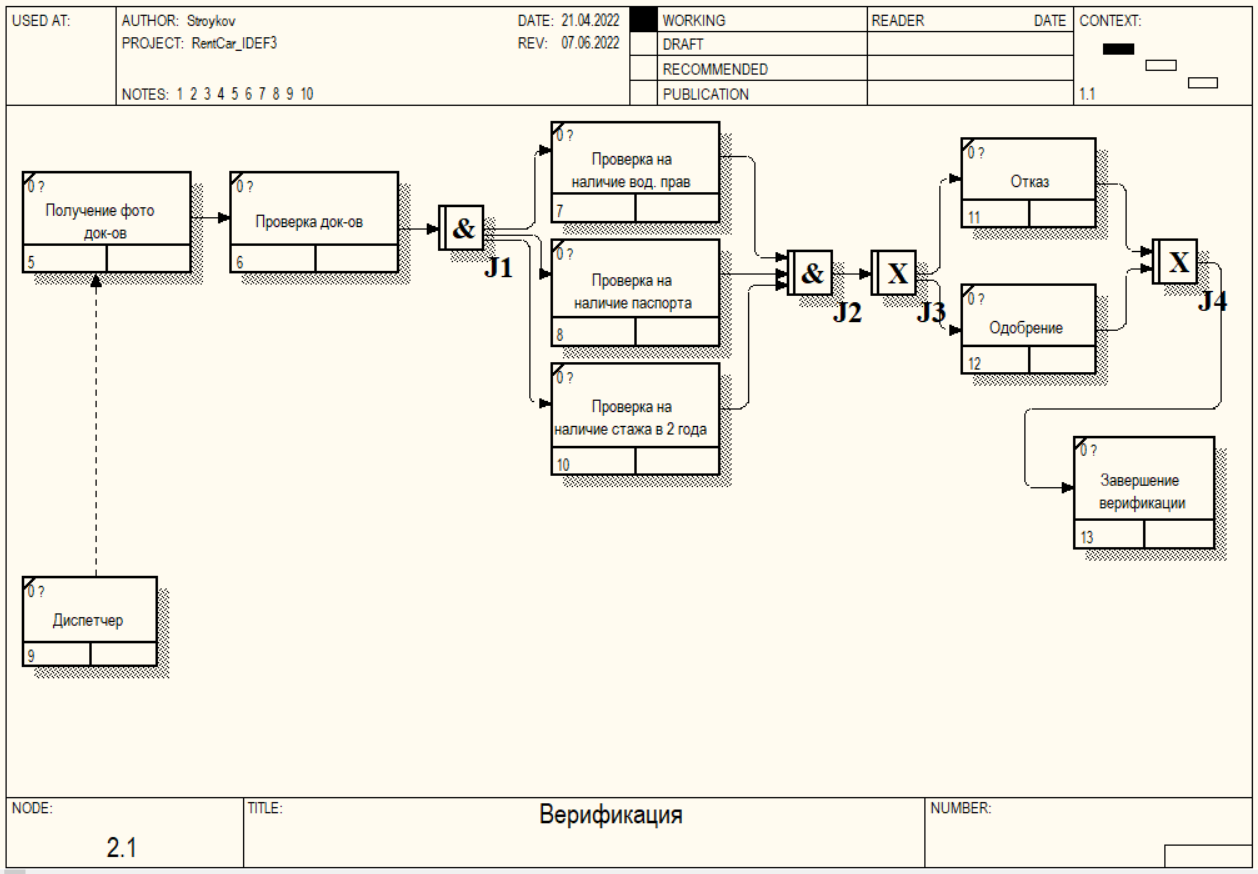 USED AT:
AUTHOR: Stroykov
DATE: 21.04.2022
PROJECT: RentCar_IDEF3
REV: 07.06.2022
NOTES: 1 2 3 4 5 6 7 8 9 10
WORKING
DRAFT
RECOMMENDED
PUBLICATION
READER
DATE
CONTEXT:
1.1
0 ?
Получение фото
док-ов
5
0 ?
Проверка док-ов
6
&
J1
0 ?
Проверка на
наличие вод. прав
7
0 ?
Проверка на
наличие паспорта
8
0 ?
Проверка на
наличие стажа в 2 года
10
&
J2
X
J3
0 ?
Отказ
11
0 ?
Одобрение
12
X
J4
0 ?
Завершение
верификации
13
0 ?
Диспетчер
9
NODE:
2.1
TITLE:
Верификация
NUMBER: